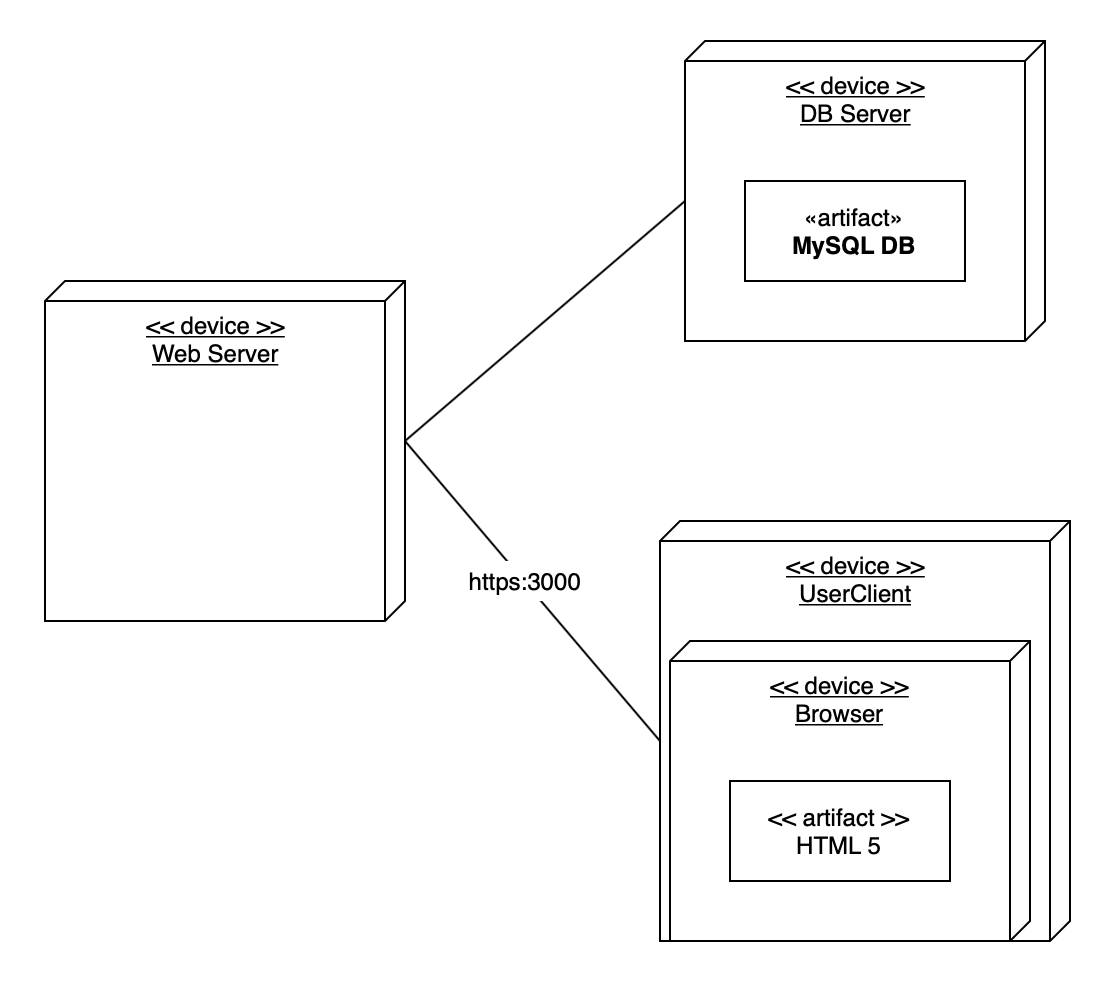 << device >>
DB Server
«artifact»
MySQL DB
<< device >>
Web Server
https:3000
<< device >>
UserClient
<< device >>
Browser
<< artifact >>
HTML 5